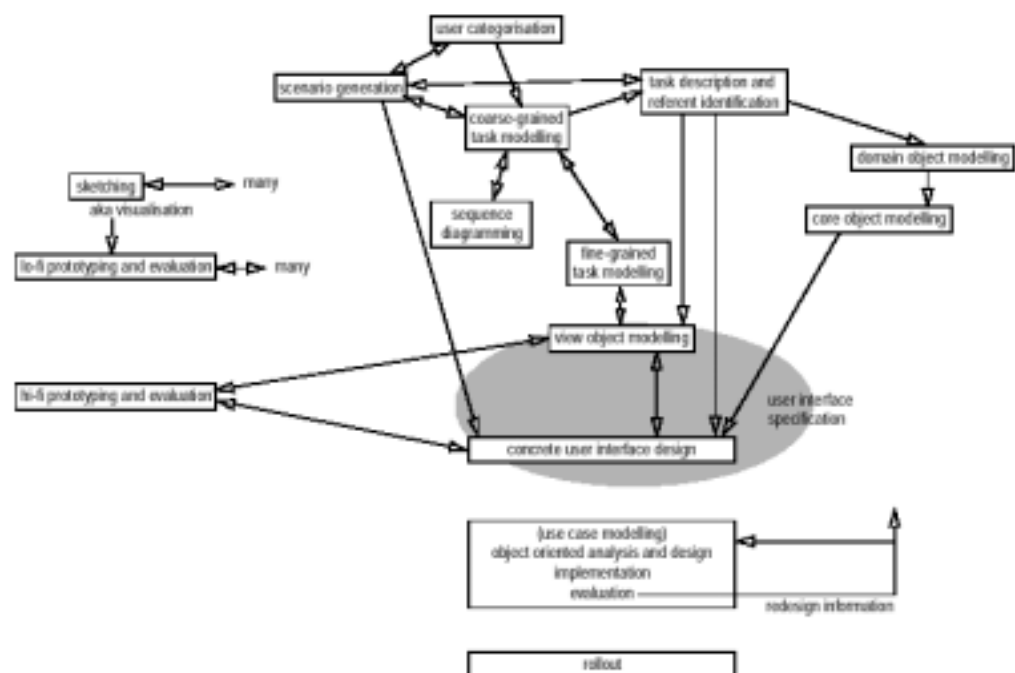 user categorisation
scenario generation
task description and
referent identification
coarse-grained
task modelling
domain object modelling
sketching
many
aka visualisation
sequence
diagramming
core object modelling
fine-grained
task modelling
lo-fi prototyping and evaluation
many
view object modelling
hi-fi prototyping and evaluation
user interface
specification
concrete user interface design
(use case modelling)
object oriented analysis and design
implementation
evaluation
redesign information
rollout